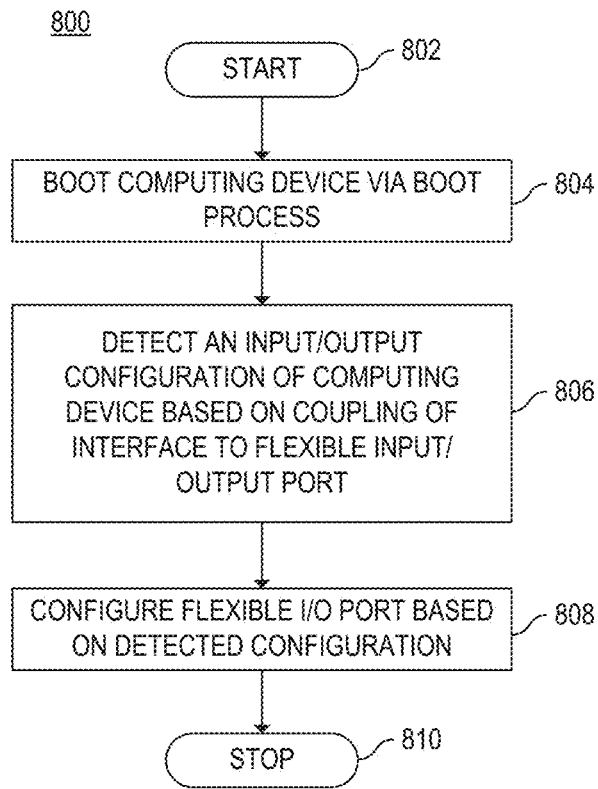 800
START
802
BOOT COMPUTING DEVICE VIA BOOT
PROCESS
804
DETECT AN INPUT/OUTPUT
CONFIGURATION OF COMPUTING
DEVICE BASED ON COUPLING OF
INTERFACE TO FLEXIBLE INPUT/
OUTPUT PORT
806
CONFIGURE FLEXIBLE I/O PORT BASED
ON DETECTED CONFIGURATION
808
STOP
810